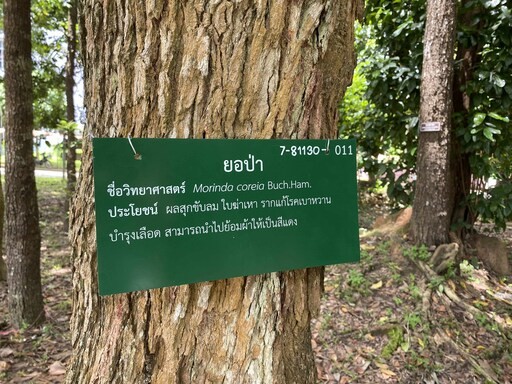 7-81130-011
ยอป่า
ชื่อวิทยาศาสตร์ Morinda coreia Buch.Ham.
ประโยชน์ ผลสุกขับลม ใบฆ่าเหา รากแก้โรคเบาหวาน
บำรุงเลือด สามารถนำไปย้อมผ้าให้เป็นสีแดง